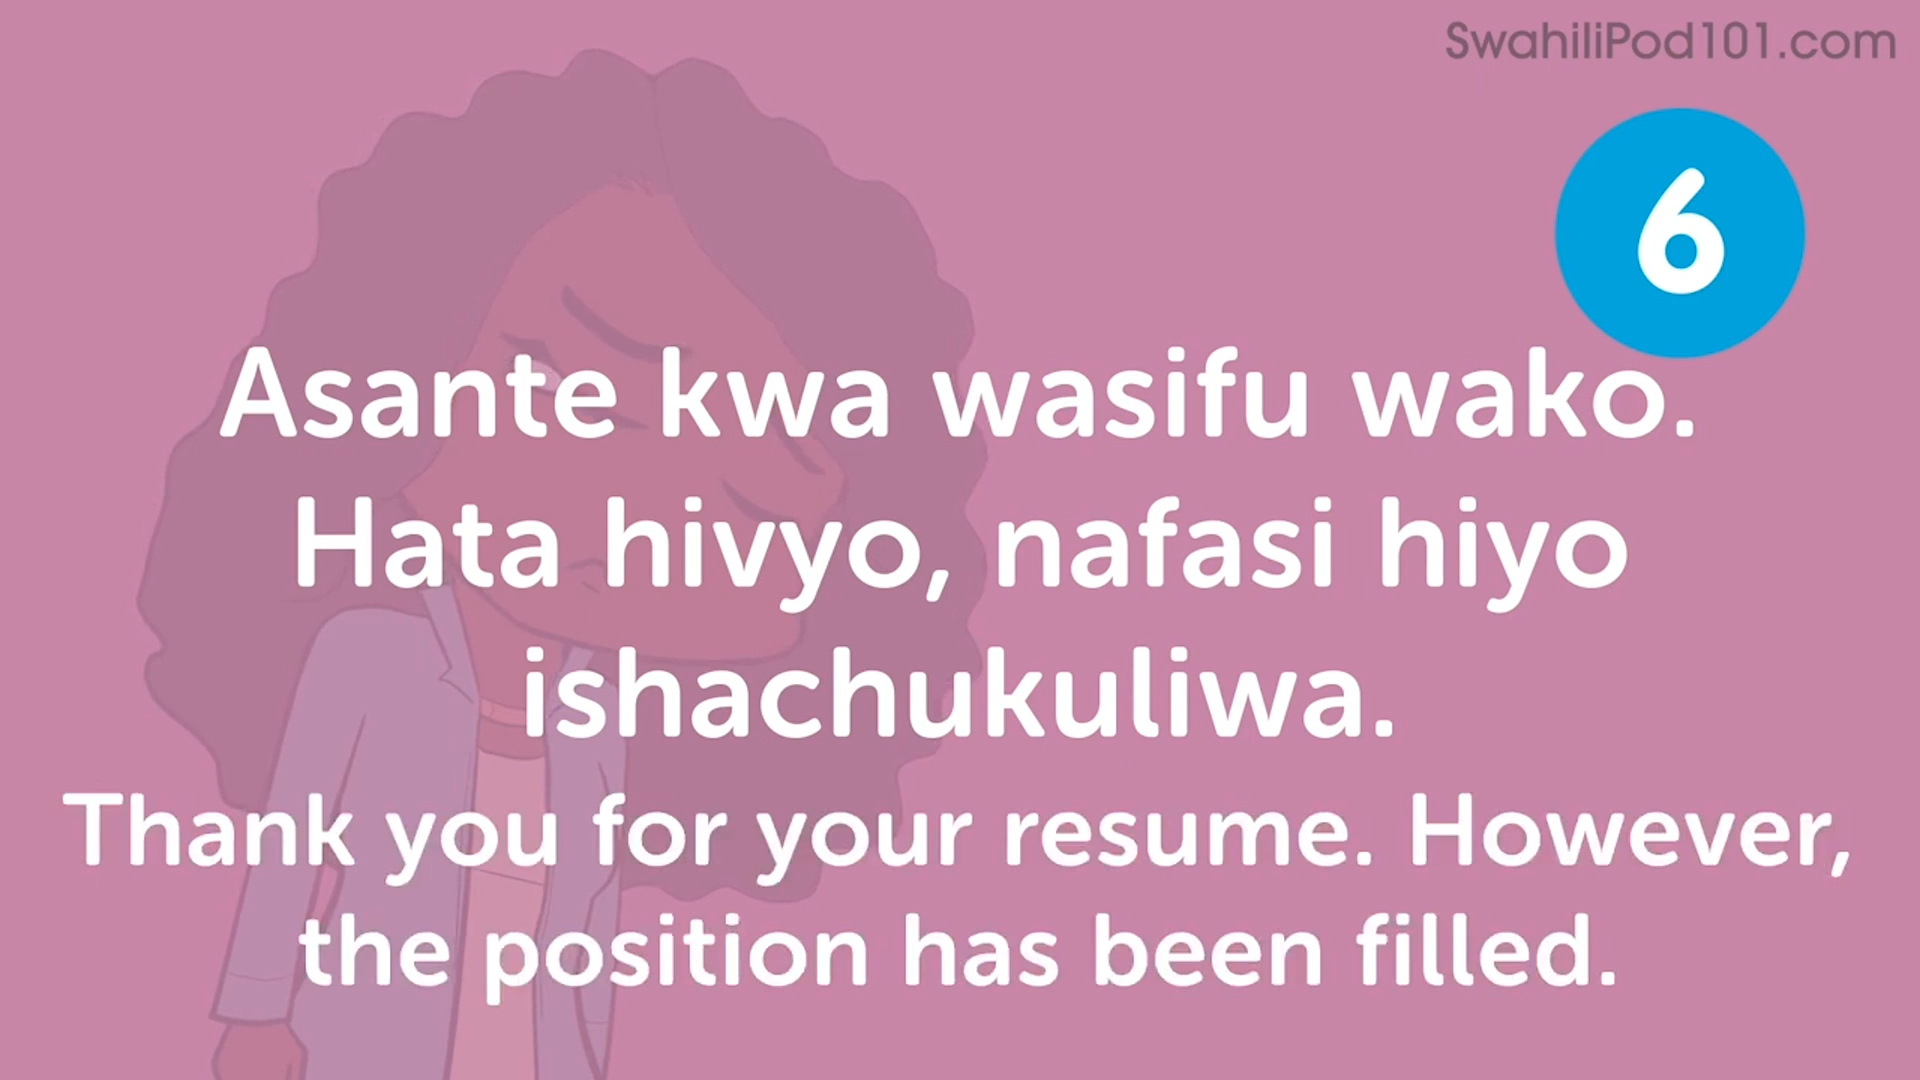 SwahiliPod101.com
6
Asante kwa wasifu wako.
Hata hivyo, nafasi hiyo
ishachukuliwa.
Thank you for your resume. However,
the position has been filled.